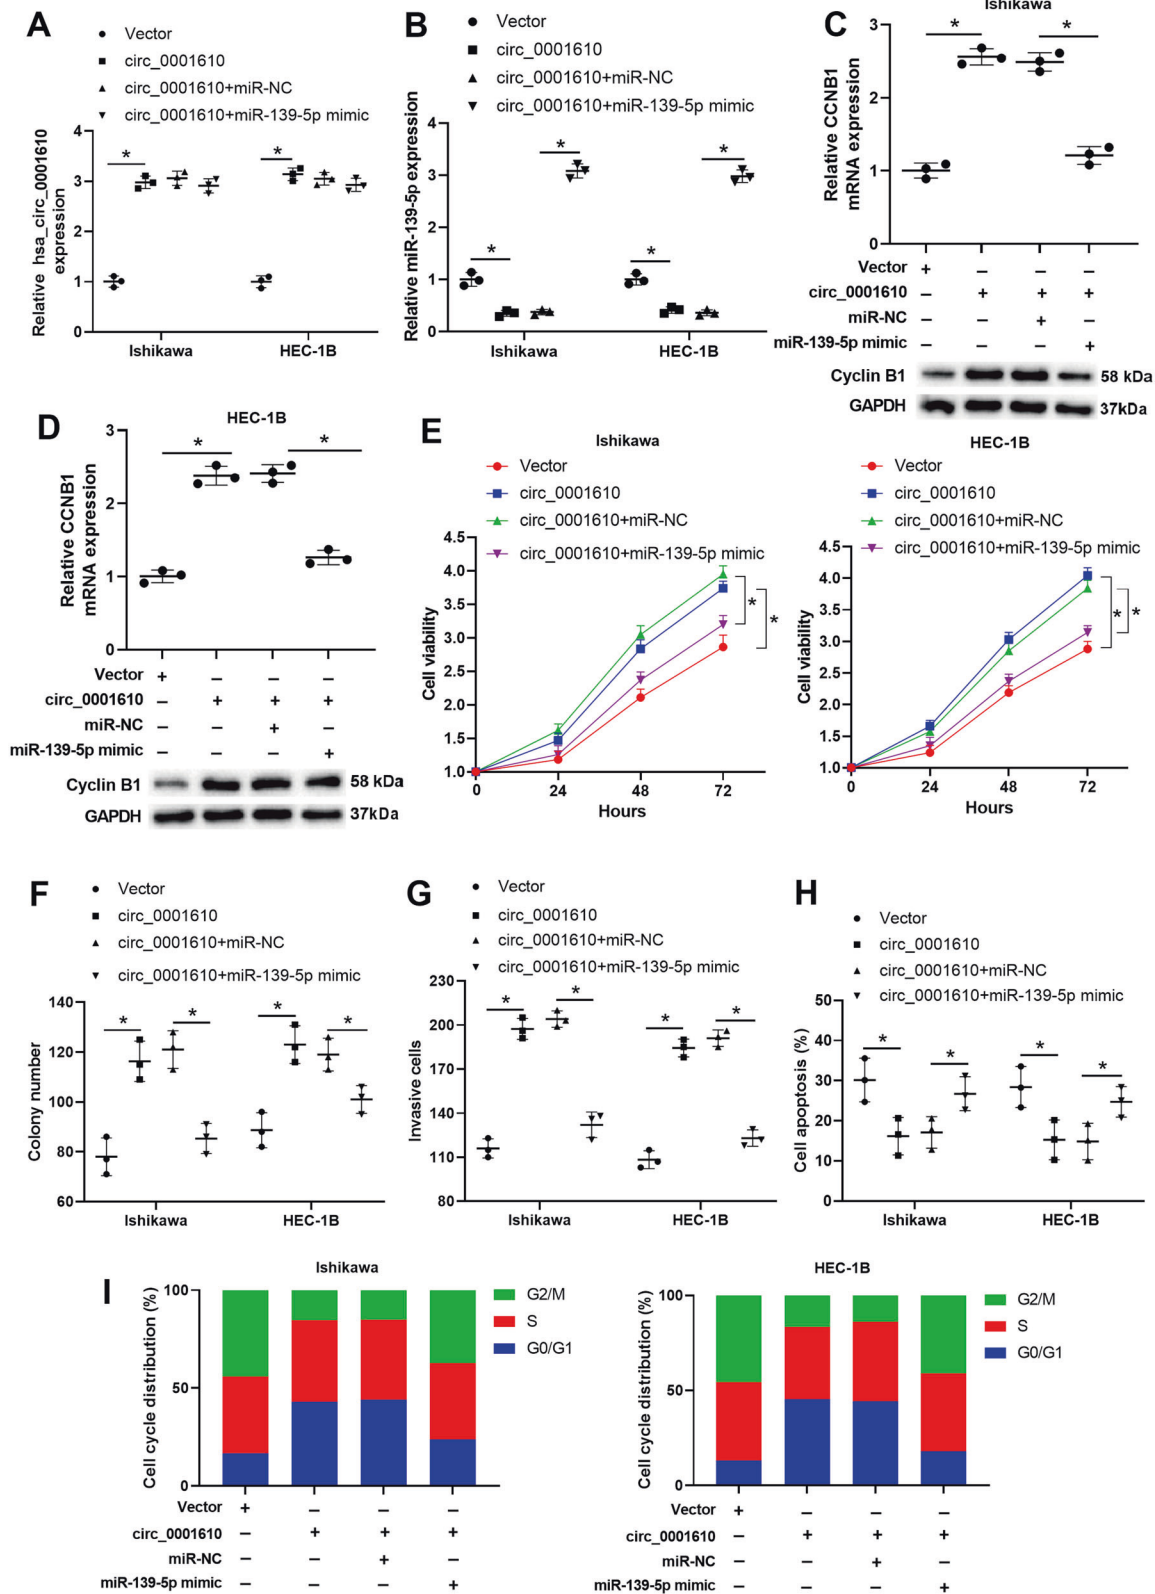 A
Vector
circ_0001610
circ_0001610+miR-NC
circ_0001610+miR-139-5p mimic
Relative hsa_circ_0001610
expression
4
3
2
1
0
*
*
Ishikawa
HEC-1B
B
Vector
circ_0001610
circ_0001610+miR-NC
circ_0001610+miR-139-5p mimic
Relative miR-139-5p expression
4
3
2
1
0
*
*
*
*
Ishikawa
HEC-1B
C
Ishikawa
Relative CCNB1
mRNA expression
3
2
1
0
*
*
Vector + – – –
circ_0001610 – + + +
miR-NC – – + –
miR-139-5p mimic – – – +
Cyclin B1 58 kDa
GAPDH 37kDa
D
HEC-1B
Relative CCNB1
mRNA expression
3
2
1
0
*
*
Vector + – – –
circ_0001610 – + + +
miR-NC – – + –
miR-139-5p mimic – – – +
Cyclin B1 58 kDa
GAPDH 37kDa
E
Ishikawa
Vector
circ_0001610
circ_0001610+miR-NC
circ_0001610+miR-139-5p mimic
Cell viability
4.5
4.0
3.5
3.0
2.5
2.0
1.5
1.0
*
*
0 24 48 72
Hours
HEC-1B
Vector
circ_0001610
circ_0001610+miR-NC
circ_0001610+miR-139-5p mimic
Cell viability
4.5
4.0
3.5
3.0
2.5
2.0
1.5
1.0
*
*
0 24 48 72
Hours
F
Vector
circ_0001610
circ_0001610+miR-NC
circ_0001610+miR-139-5p mimic
Colony number
140
120
100
80
60
*
*
*
*
Ishikawa
HEC-1B
G
Vector
circ_0001610
circ_0001610+miR-NC
circ_0001610+miR-139-5p mimic
Invasive cells
230
200
170
140
110
80
*
*
*
*
Ishikawa
HEC-1B
H
Vector
circ_0001610
circ_0001610+miR-NC
circ_0001610+miR-139-5p mimic
Cell apoptosis (%)
50
40
30
20
10
0
*
*
*
*
Ishikawa
HEC-1B
I
Ishikawa
Cell cycle distribution (%)
100
50
0
G2/M
S
G0/G1
Vector + – – –
circ_0001610 – + + +
miR-NC – – + –
miR-139-5p mimic – – – +
HEC-1B
Cell cycle distribution (%)
100
50
0
G2/M
S
G0/G1
Vector + – – –
circ_0001610 – + + +
miR-NC – – + –
miR-139-5p mimic – – – +